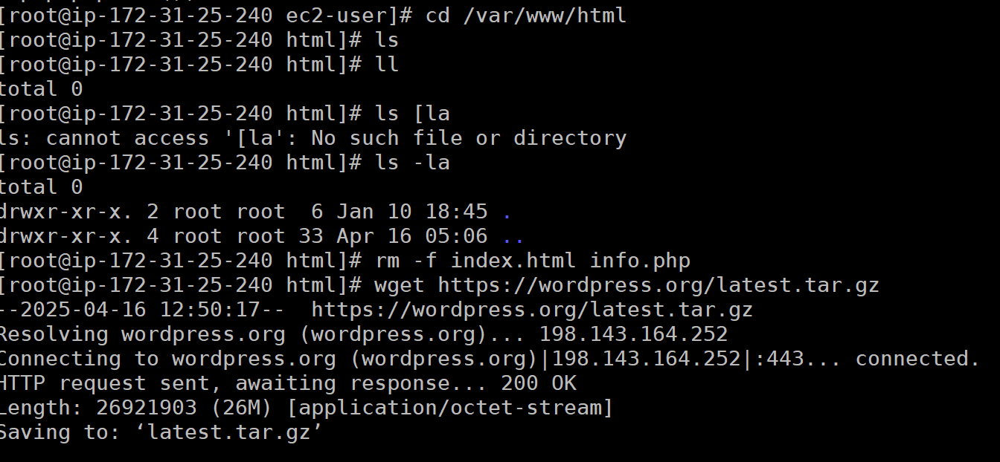 [root@ip-172-31-25-240 ec2-user]# cd /var/www/html
[root@ip-172-31-25-240 html]# ls
[root@ip-172-31-25-240 html]# ll
total 0
[root@ip-172-31-25-240 html]# ls [la
ls: cannot access '[la': No such file or directory
[root@ip-172-31-25-240 html]# ls -la
total 0
drwxr-xr-x. 2 root root  6 Jan 10 18:45 .
drwxr-xr-x. 4 root root 33 Apr 16 05:06 ..
[root@ip-172-31-25-240 html]# rm -f index.html info.php
[root@ip-172-31-25-240 html]# wget https://wordpress.org/latest.tar.gz
--2025-04-16 12:50:17--  https://wordpress.org/latest.tar.gz
Resolving wordpress.org (wordpress.org)... 198.143.164.252
Connecting to wordpress.org (wordpress.org)|198.143.164.252|:443... connected.
HTTP request sent, awaiting response... 200 OK
Length: 26921903 (26M) [application/octet-stream]
Saving to: ‘latest.tar.gz’